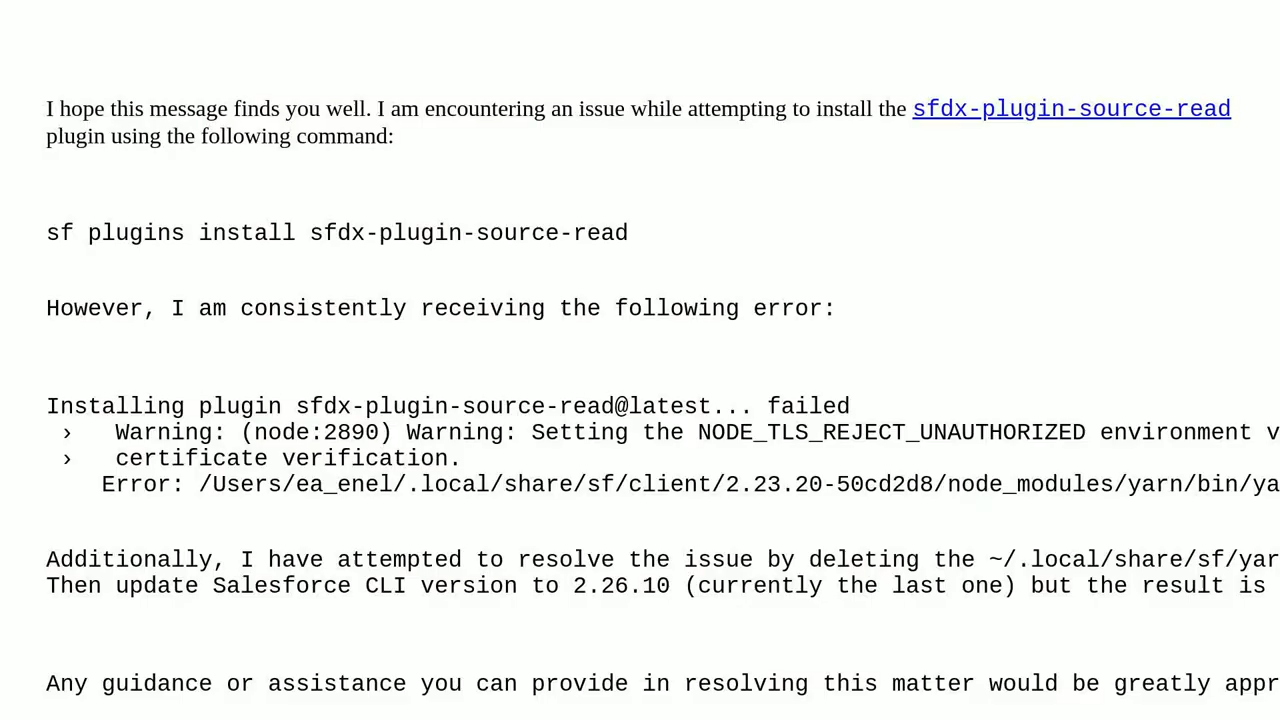 I hope this message finds you well. I am encountering an issue while attempting to install the sfdx-plugin-source-read
plugin using the following command:
sf plugins install sfdx-plugin-source-read
However, I am consistently receiving the following error:
Installing plugin sfdx-plugin-source-read@latest... failed
› Warning: (node:2890) Warning: Setting the NODE_TLS_REJECT_UNAUTHORIZED environment
› certificate verification.
Error: /Users/ea_enel/.local/share/sf/client/2.23.20-50cd2d8/node_modules/yarn/bin/ya
Additionally, I have attempted to resolve the issue by deleting the ~/.local/share/sf/yar
Then update Salesforce CLI version to 2.26.10 (currently the last one) but the result is
Any guidance or assistance you can provide in resolving this matter would be greatly appr